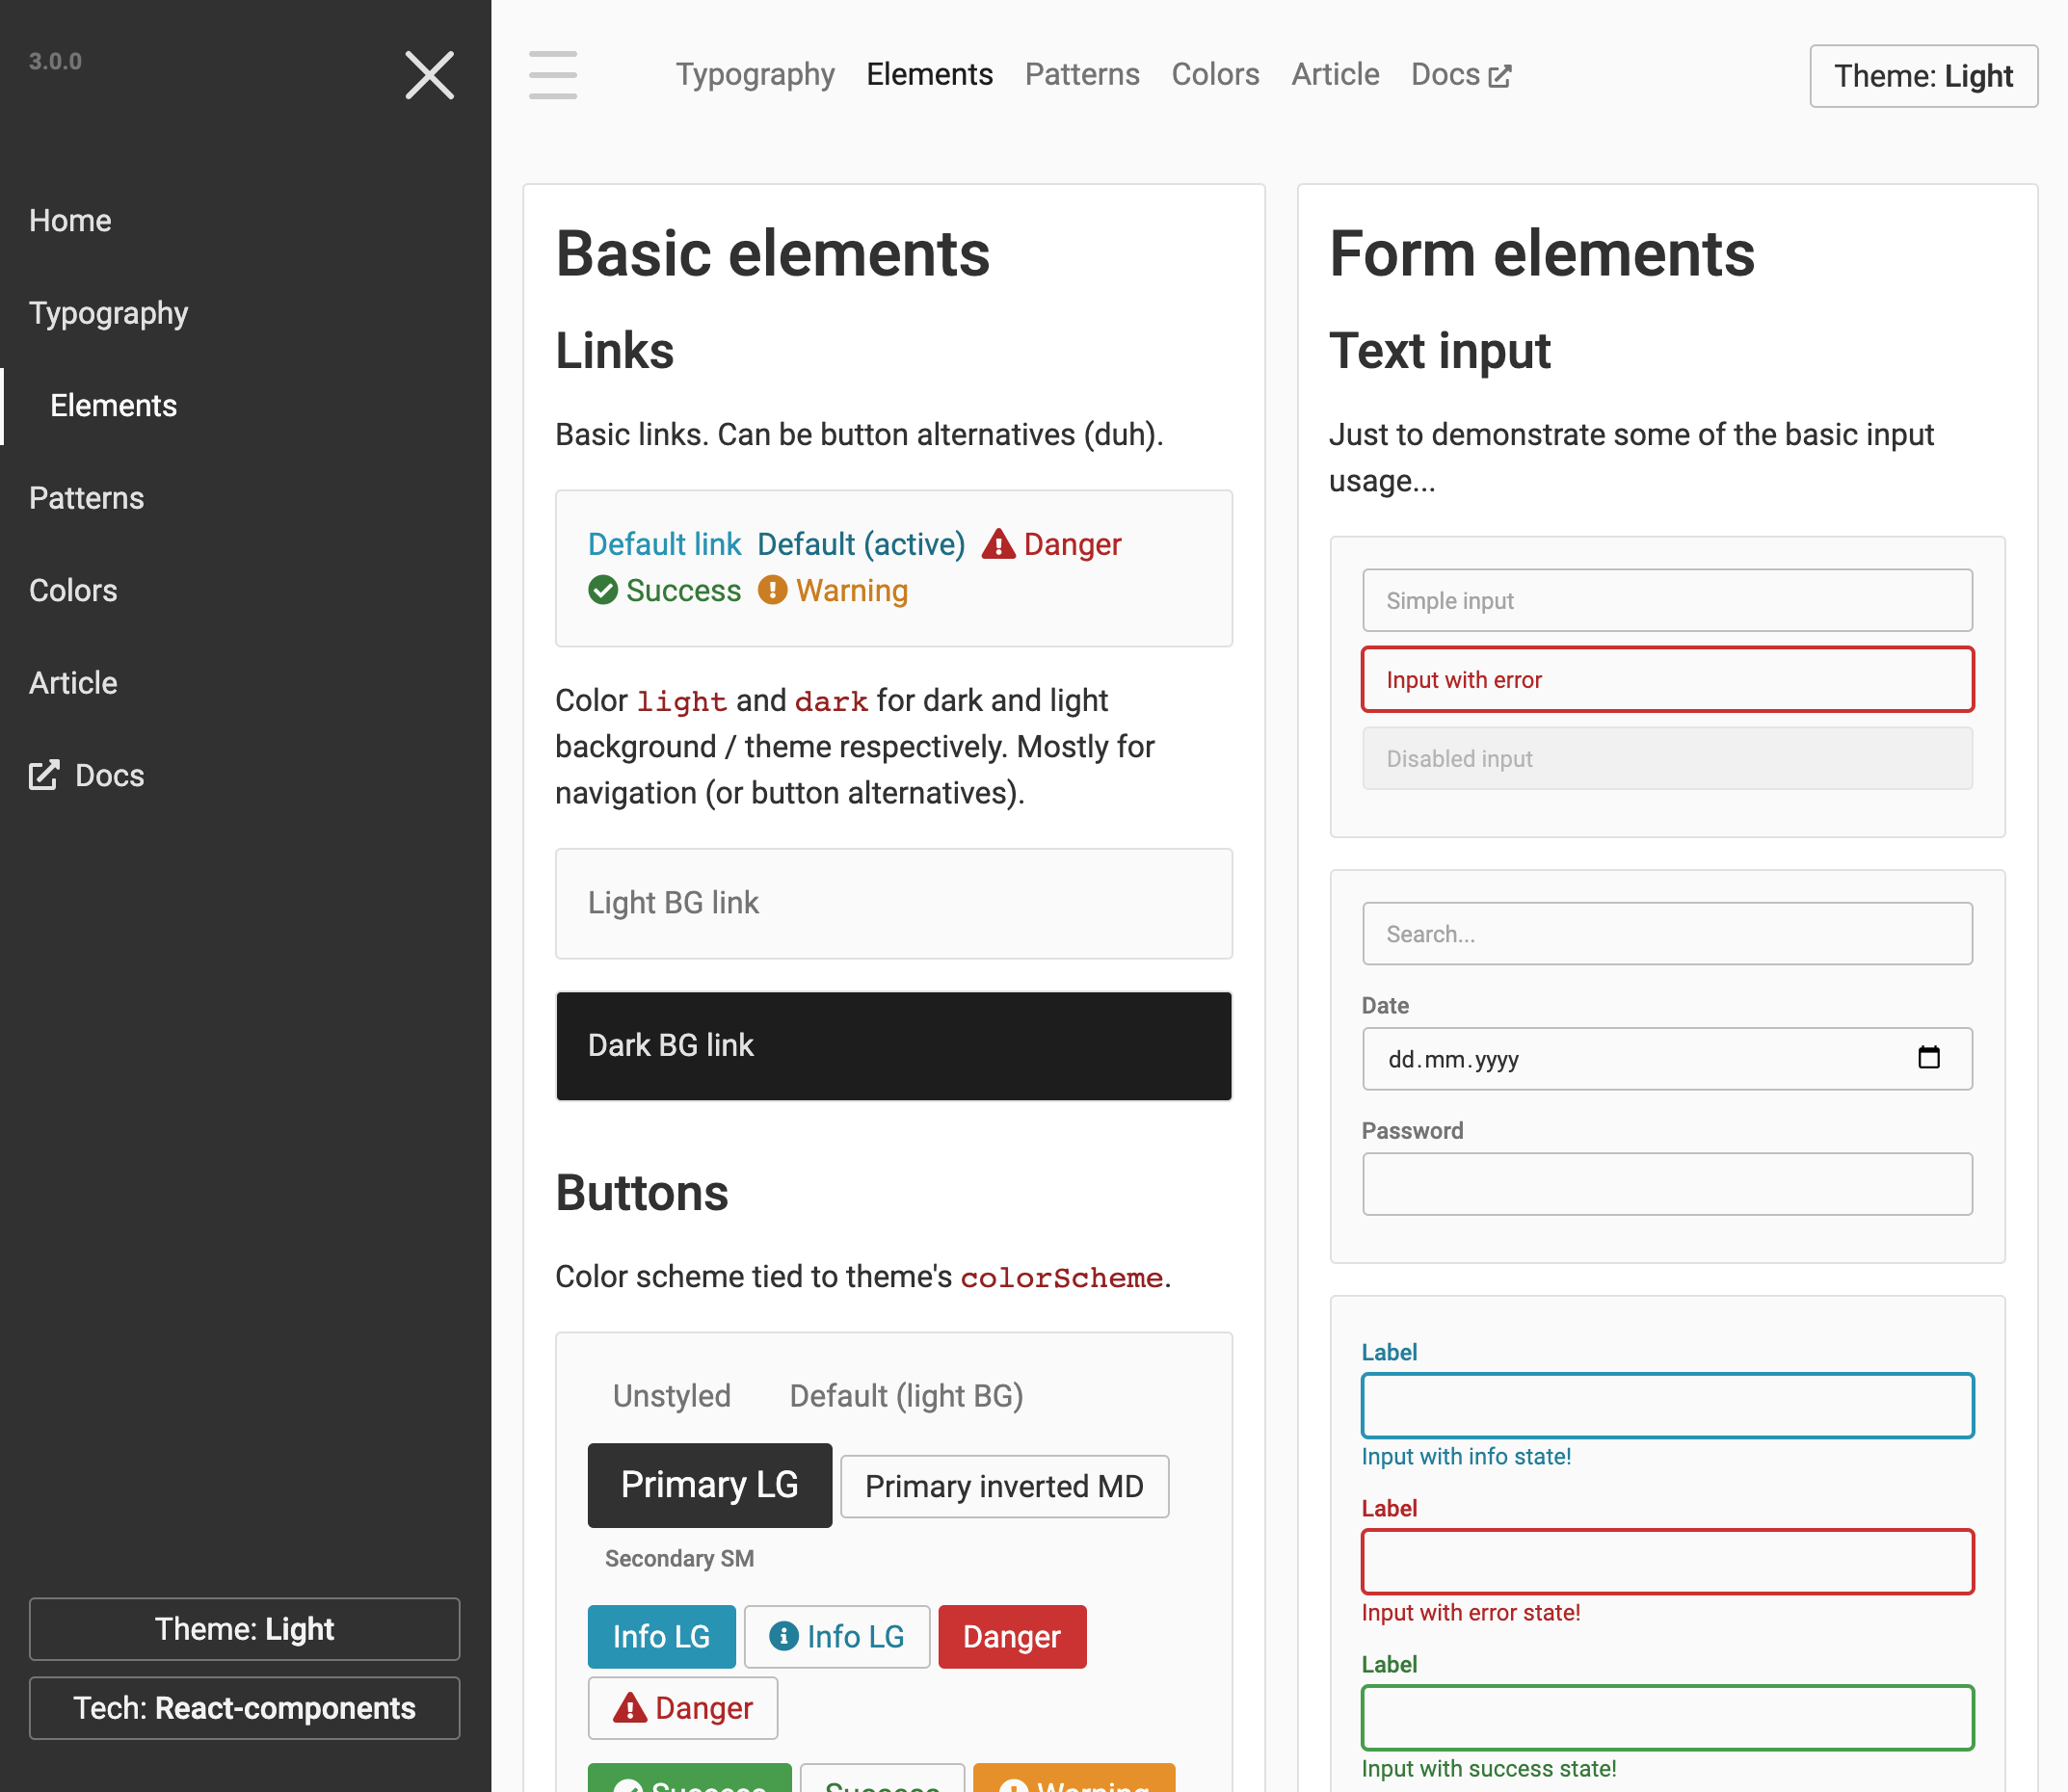 3.0.0
Home
Typography
Elements
Patterns
Colors
Article
Docs
Theme: Light
Tech: React-components
Typography Elements Patterns Colors Article Docs
Theme: Light
Basic elements
Links
Basic links. Can be button alternatives (duh).
Default link Default (active) Danger
Success Warning
Color light and dark for dark and light
background / theme respectively. Mostly for
navigation (or button alternatives).
Light BG link
Dark BG link
Buttons
Color scheme tied to theme's colorScheme.
Unstyled Default (light BG)
Primary LG Primary inverted MD
Secondary SM
Info LG Info LG Danger
Danger
Success Success Warning
Form elements
Text input
Just to demonstrate some of the basic input
usage...
Simple input
Input with error
Disabled input
Search...
Date
dd.mm.yyyy
Password
Label
Input with info state!
Label
Input with error state!
Label
Input with success state!